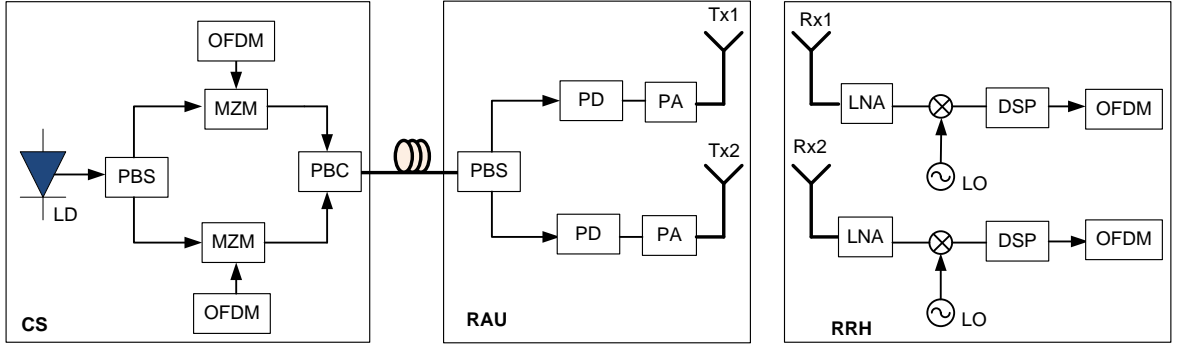 OFDM
MZM
PBS
LD
PBC
MZM
OFDM
CS
PBS
PD
PA
Tx1
PD
PA
Tx2
RAU
Rx1
LNA
DSP
OFDM
LO
Rx2
LNA
DSP
OFDM
LO
RRH